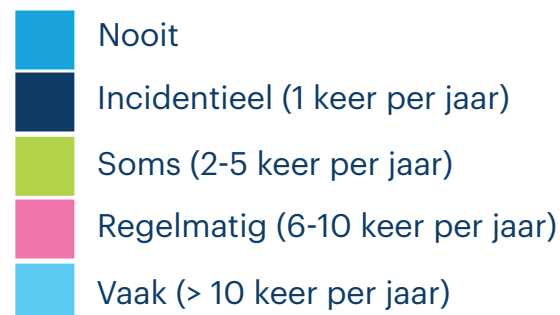 Nooit
Incidentieel (1 keer per jaar)
Soms (2-5 keer per jaar)
Regelmatig (6-10 keer per jaar)
Vaak (> 10 keer per jaar)